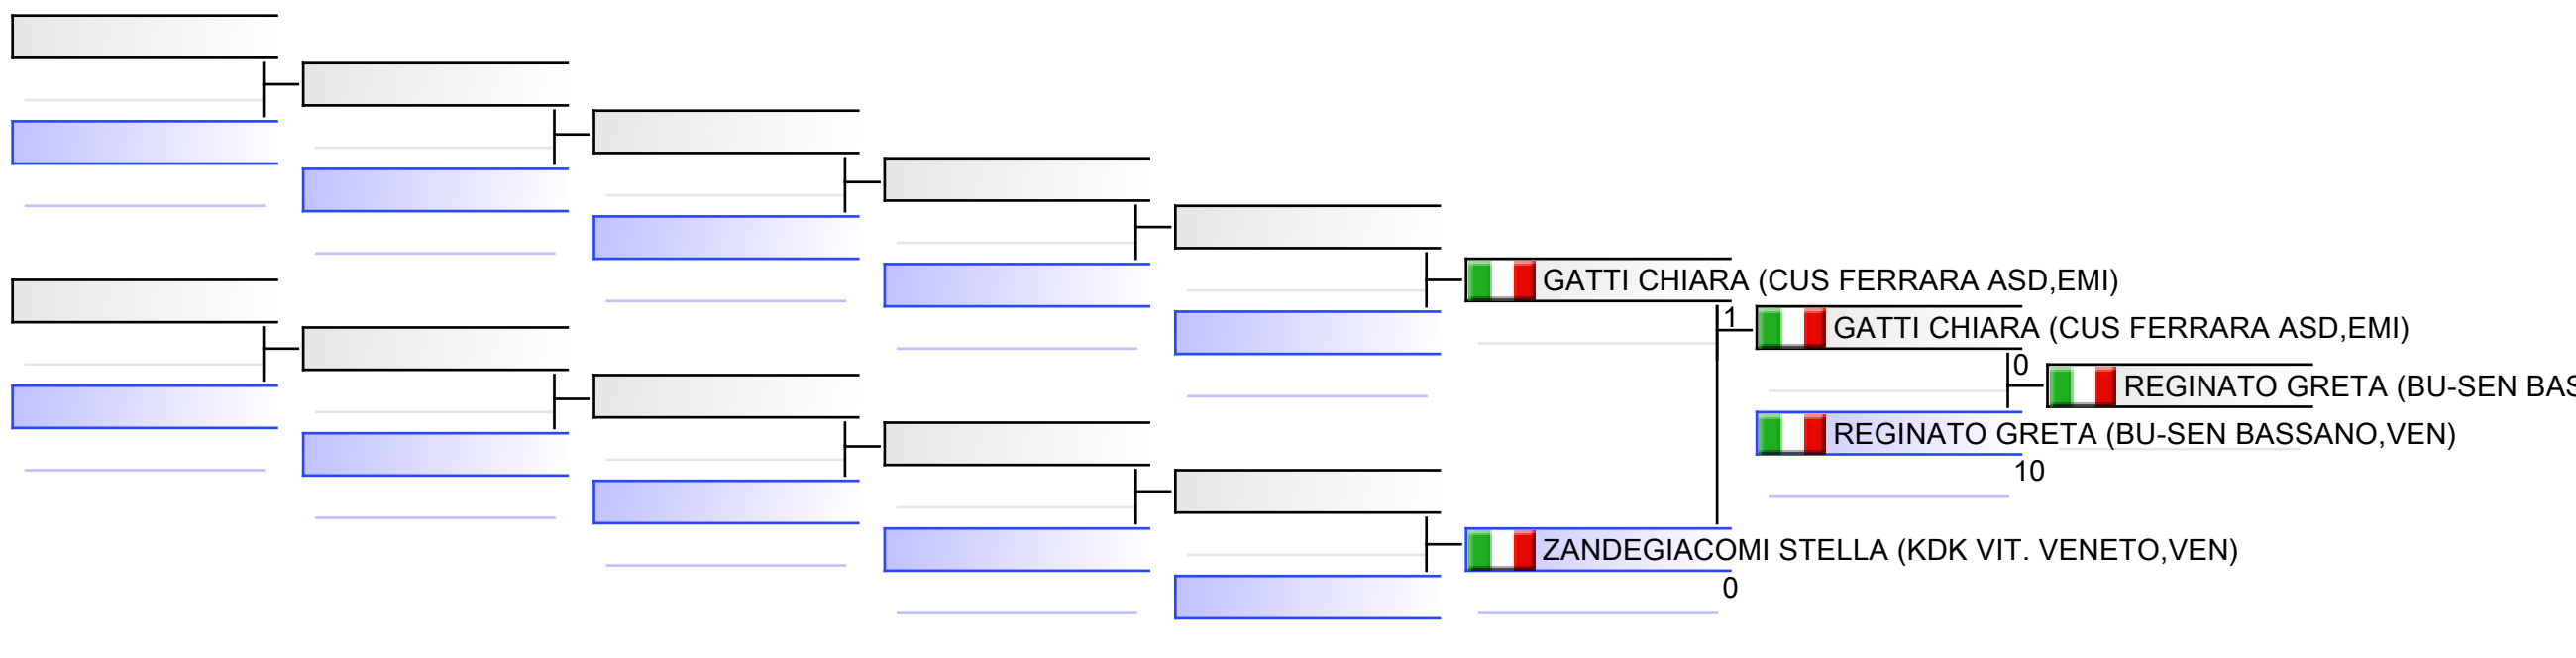 GATTI CHIARA (CUS FERRARA ASD,EMI)
1
GATTI CHIARA (CUS FERRARA ASD,EMI)
0
REGINATO GRETA (BU-SEN BAS
REGINATO GRETA (BU-SEN BASSANO,VEN)
10
ZANDEGIACOMI STELLA (KDK VIT. VENETO,VEN)
0